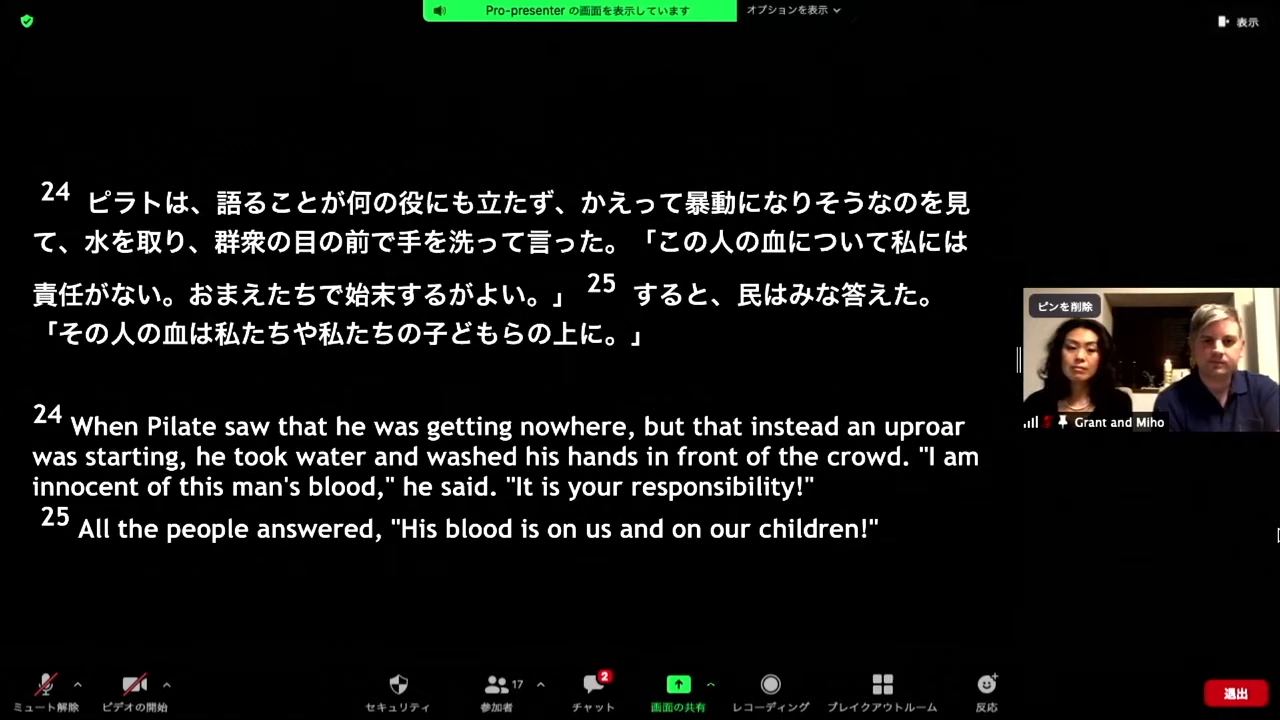 Pro-presenter の画面を表示しています
オプションを表示
表示
24 ピラトは、語ることが何の役にも立たず、かえって暴動になりそうなのを見
て、水を取り、群衆の目の前で手を洗って言った。「この人の血について私には
責任がない。おまえたちで始末するがよい。」 25 すると、民はみな答えた。
「その人の血は私たちや私たちの子どもらの上に。」
24 When Pilate saw that he was getting nowhere, but that instead an uproar
was starting, he took water and washed his hands in front of the crowd. "I am
innocent of this man's blood," he said. "It is your responsibility!"
25 All the people answered, "His blood is on us and on our children!"
ピンを削除
Grant and Miho
ミュート解除
ビデオの開始
セキュリティ
17
参加者
2
チャット
画面の共有
レコーディング
ブレイクアウトルーム
反応
退出